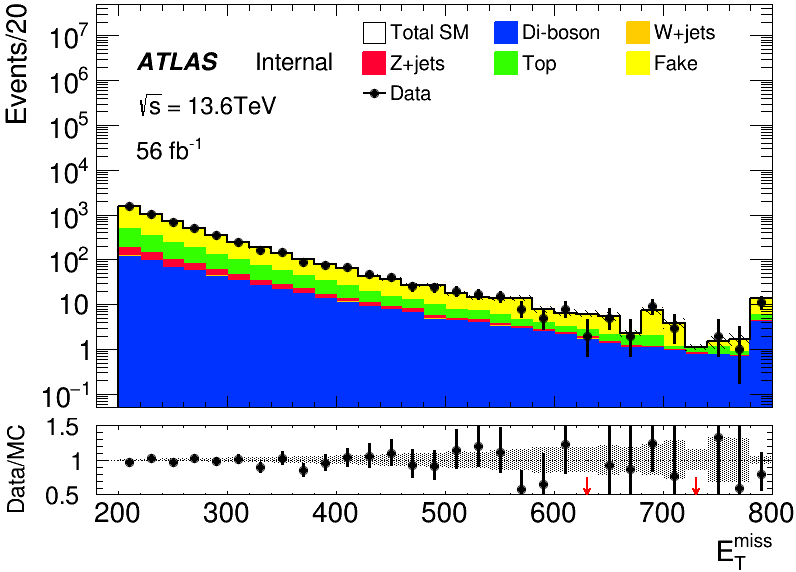 Events/20
10^7
10^6
10^5
10^4
10^3
10^2
10
1
10^−1
Total SM
Di-boson
W+jets
Z+jets
Top
Fake
Data
ATLAS Internal
√s = 13.6TeV
56 fb^-1
Data/MC
1.5
1
0.5
200 300 400 500 600 700 800
E_T^miss